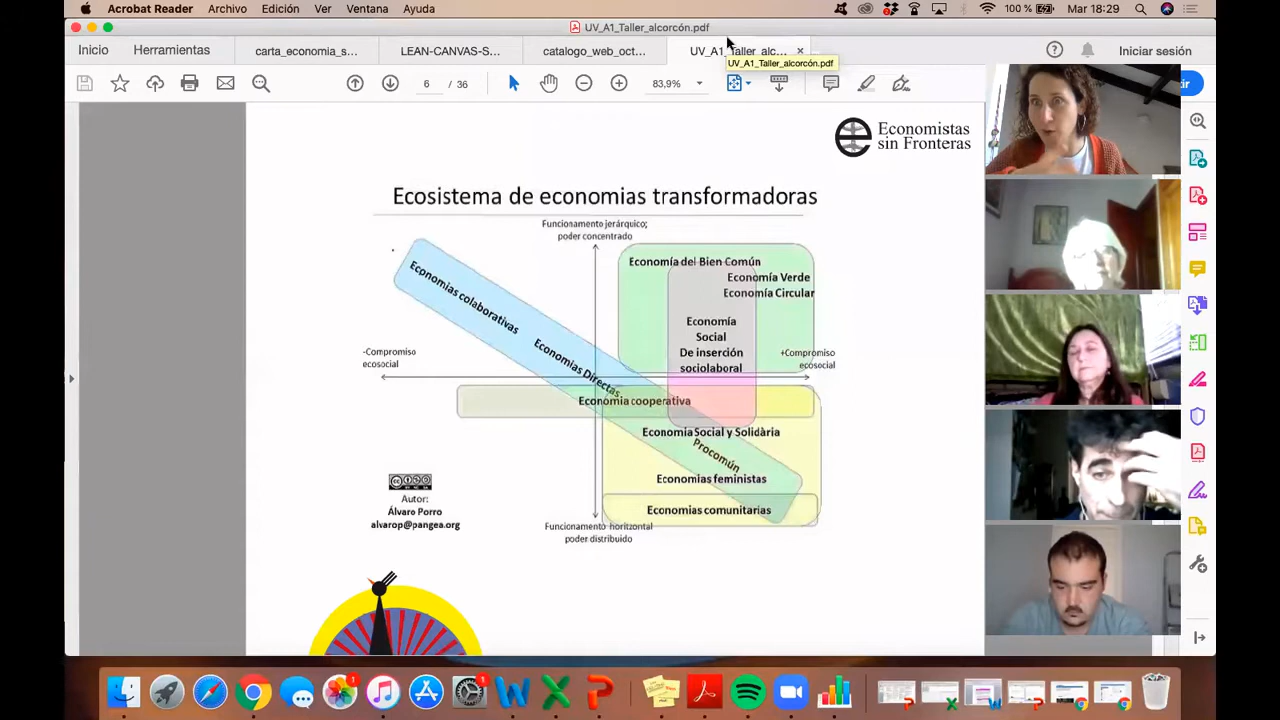 Acrobat Reader Archivo Edición Ver Ventana Ayuda 100 % Mar 18:29
UV_A1_Taller_alcorcón.pdf
Inicio Herramientas carta_economia_s... LEAN-CANVAS-S... catalogo_web_oct... UV_A1_Taller_alc... × Iniciar sesión
UV_A1_Taller_alcorcón.pdf
6 / 36 83,9%
Economistas
sin Fronteras
Ecosistema de economias transformadoras
Funcionamento jerárquico;
poder concentrado
Economía del Bien Común
Economía Verde
Economía Circular
Economias colaborativas
Economías Directas
Economía
Social
De inserción
sociolaboral
-Compromiso
ecosocial
+Compromiso
ecosocial
Economía cooperativa
Economía Social y Solidària
Procomún
Economias feministas
Economias comunitarias
Funcionamento horitzontal
poder distribuido
Autor:
Álvaro Porro
alvarop@pangea.org